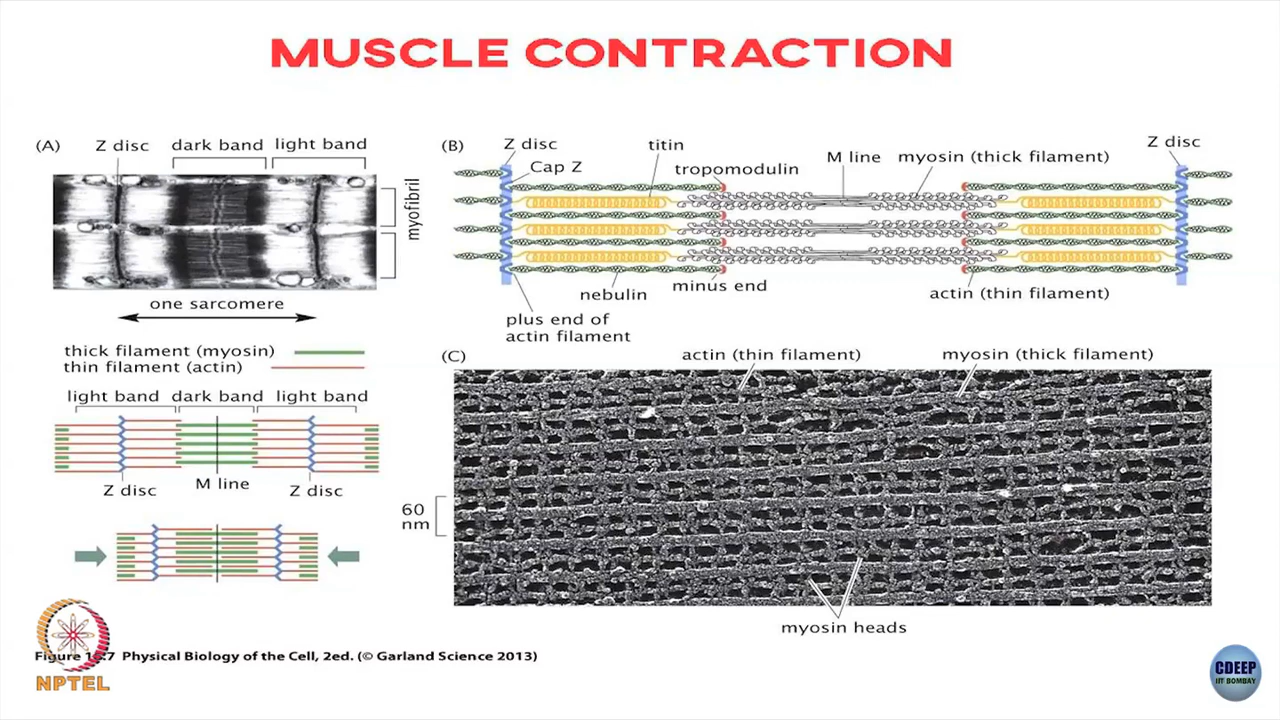 MUSCLE CONTRACTION
(A)
Z disc
dark band
light band
myofibril
one sarcomere
thick filament (myosin)
thin filament (actin)
light band
dark band
light band
Z disc
M line
Z disc
(B)
Z disc
Cap Z
titin
tropomodulin
M line
myosin (thick filament)
Z disc
nebulin
minus end
actin (thin filament)
plus end of
actin filament
(C)
actin (thin filament)
myosin (thick filament)
60
nm
myosin heads
Figure 7 Physical Biology of the Cell, 2ed. (© Garland Science 2013)
NPTEL
CDEEP
IIT BOMBAY